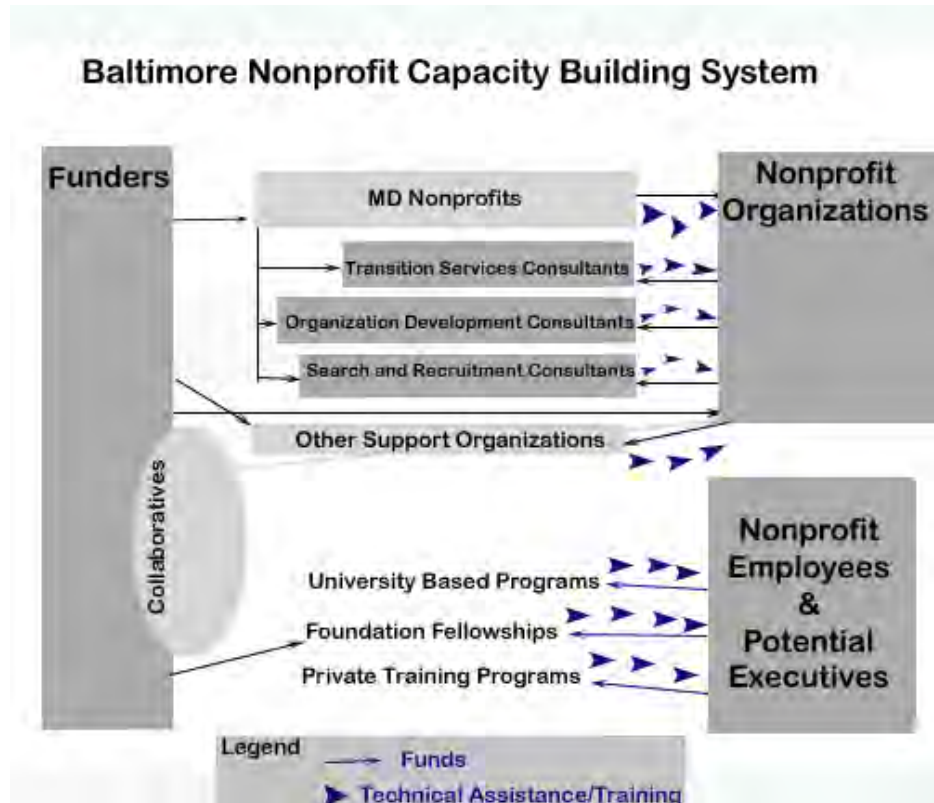 Baltimore Nonprofit Capacity Building System
Funders
MD Nonprofits
Transition Services Consultants
Organization Development Consultants
Search and Recruitment Consultants
Other Support Organizations
Nonprofit
Organizations
Collaboratives
University Based Programs
Foundation Fellowships
Private Training Programs
Nonprofit
Employees
&
Potential
Executives
Legend
Funds
Technical Assistance/Training